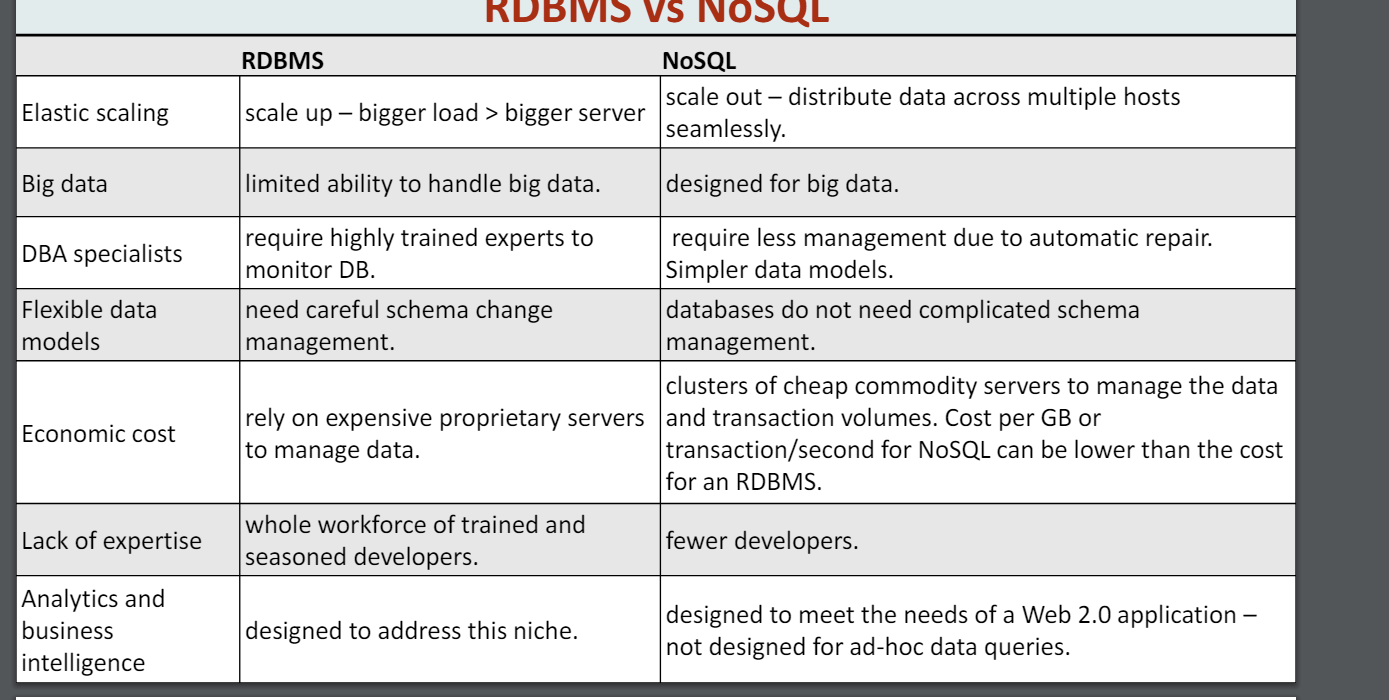 RDBMS vs NoSQL
RDBMS
NoSQL
Elastic scaling
scale up – bigger load > bigger server
scale out – distribute data across multiple hosts
seamlessly.
Big data
limited ability to handle big data.
designed for big data.
DBA specialists
require highly trained experts to
monitor DB.
require less management due to automatic repair.
Simpler data models.
Flexible data
models
need careful schema change
management.
databases do not need complicated schema
management.
Economic cost
rely on expensive proprietary servers
to manage data.
clusters of cheap commodity servers to manage the data
and transaction volumes. Cost per GB or
transaction/second for NoSQL can be lower than the cost
for an RDBMS.
Lack of expertise
whole workforce of trained and
seasoned developers.
fewer developers.
Analytics and
business
intelligence
designed to address this niche.
designed to meet the needs of a Web 2.0 application –
not designed for ad-hoc data queries.